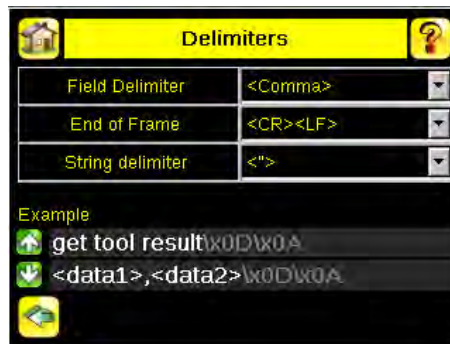 Delimiters
?
Field Delimiter <Comma>
End of Frame <CR><LF>
String delimiter <">
Example
get tool result\x0D\x0A
<data1>,<data2>\x0D\x0A